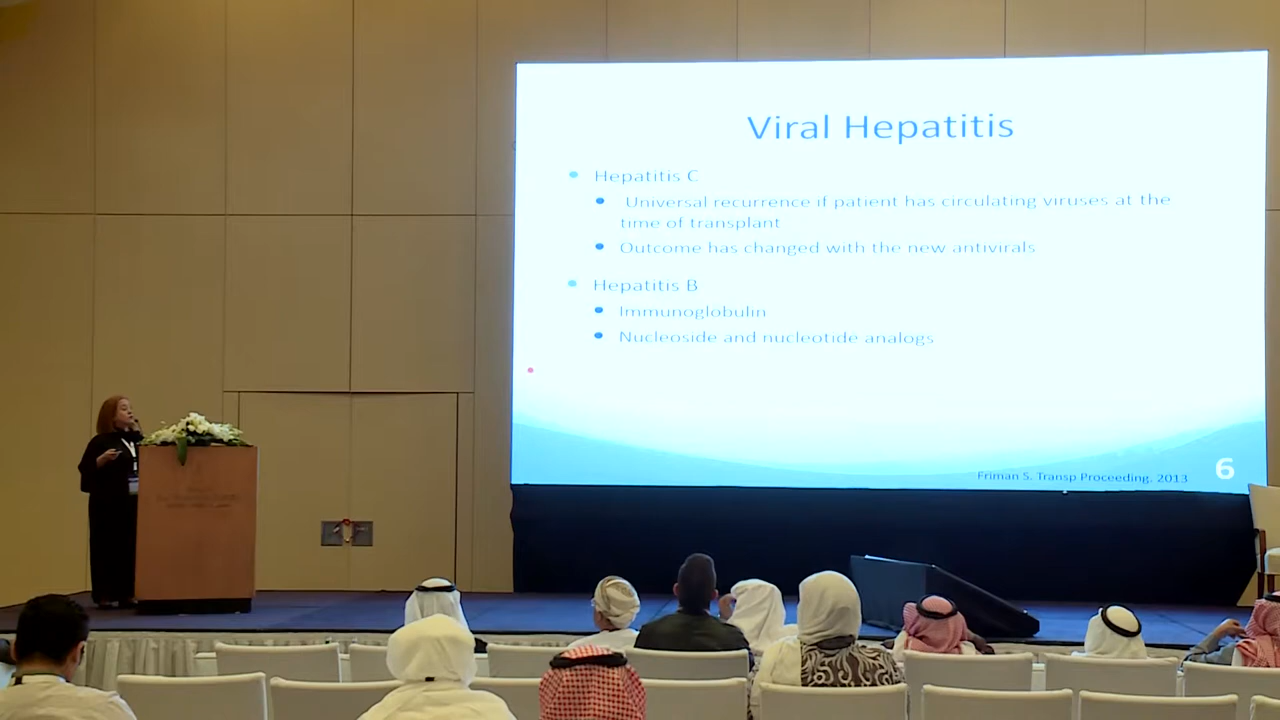 Viral Hepatitis
Hepatitis C
Universal recurrence if patient has circulating viruses at the
time of transplant
Outcome has changed with the new antivirals
Hepatitis B
Immunoglobulin
Nucleoside and nucleotide analogs
Friman S. Transp Proceeding. 2013
6